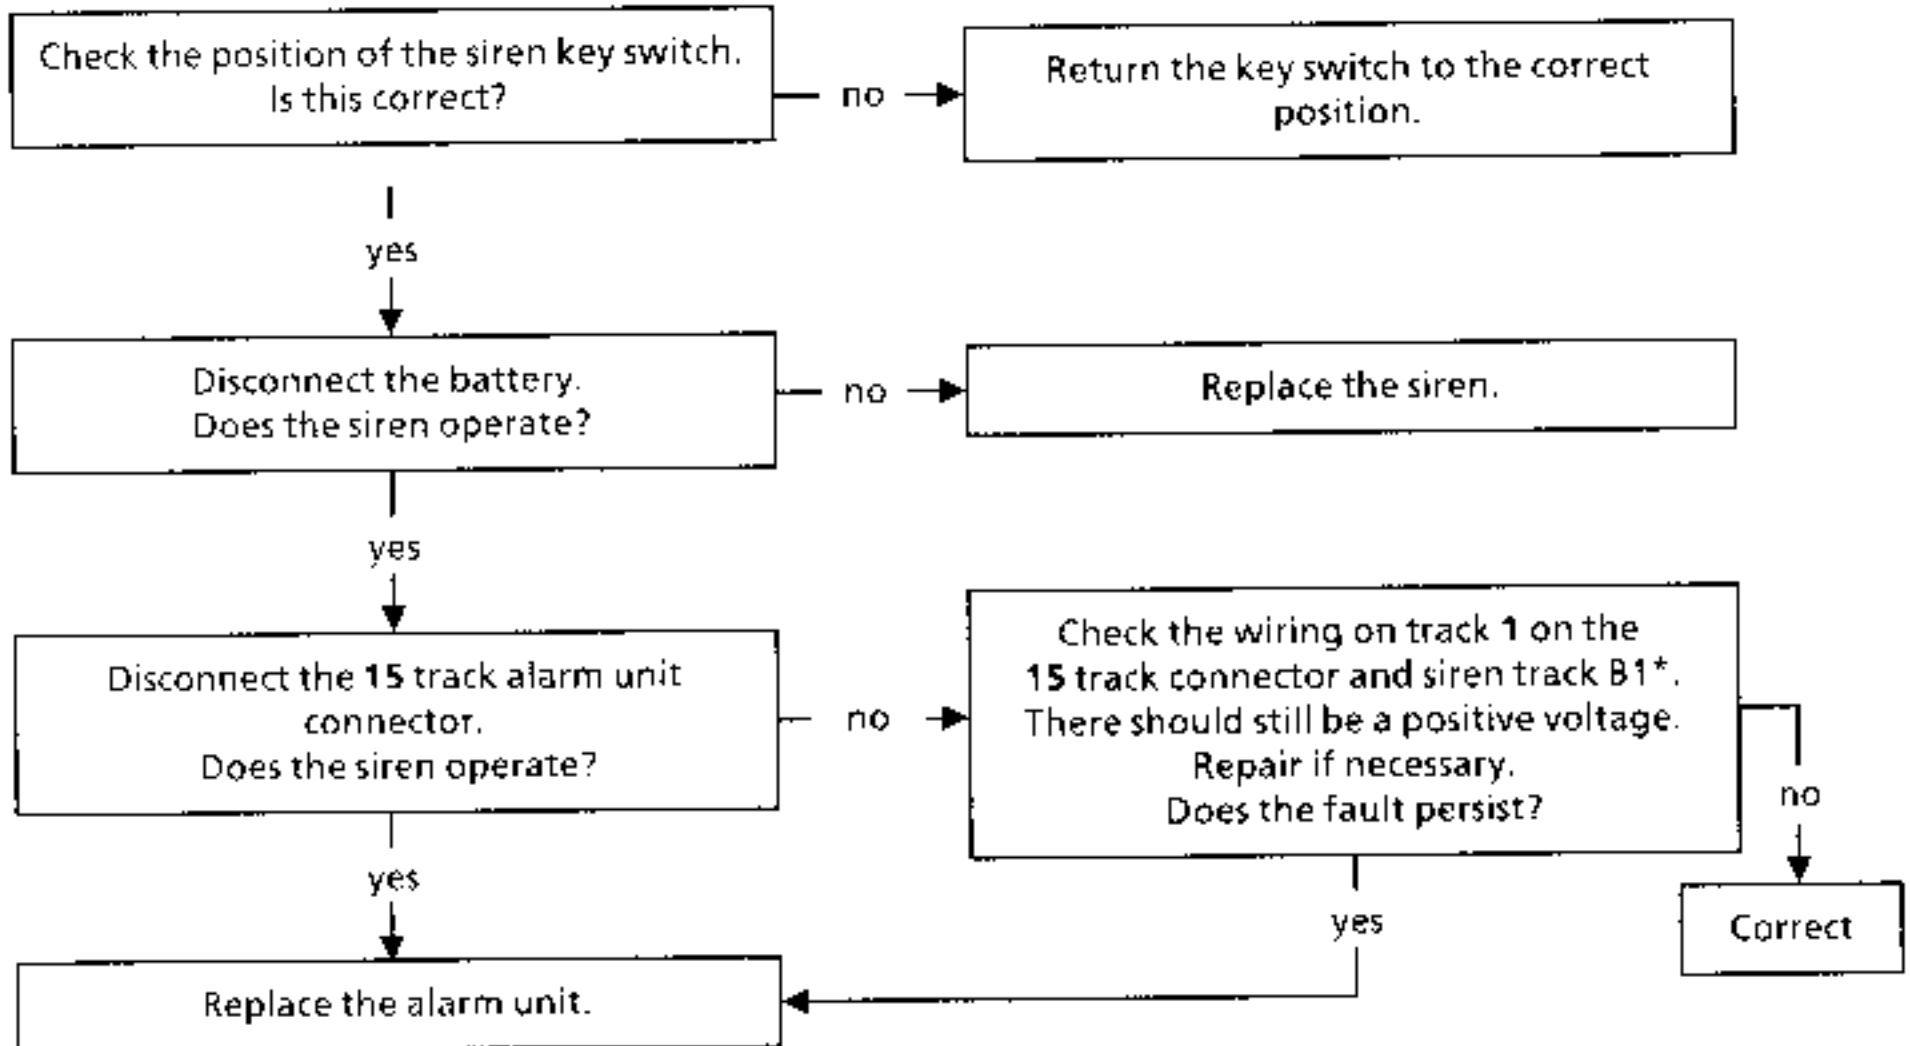 Check the position of the siren key switch.
Is this correct?
no
Return the key switch to the correct
position.
yes
Disconnect the battery.
Does the siren operate?
no
Replace the siren.
yes
Disconnect the 15 track alarm unit
connector.
Does the siren operate?
no
Check the wiring on track 1 on the
15 track connector and siren track B1*.
There should still be a positive voltage.
Repair if necessary.
Does the fault persist?
no
Correct
yes
yes
Replace the alarm unit.